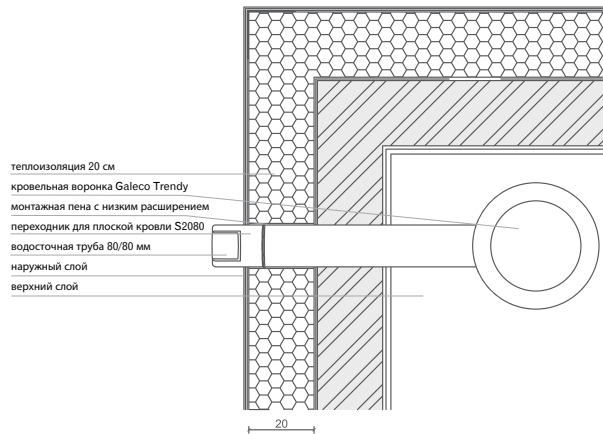 теплоизоляция 20 см
кровельная воронка Galeco Trendy
монтажная пена с низким расширением
переходник для плоской кровли S2080
водосточная труба 80/80 мм
наружный слой
верхний слой
20